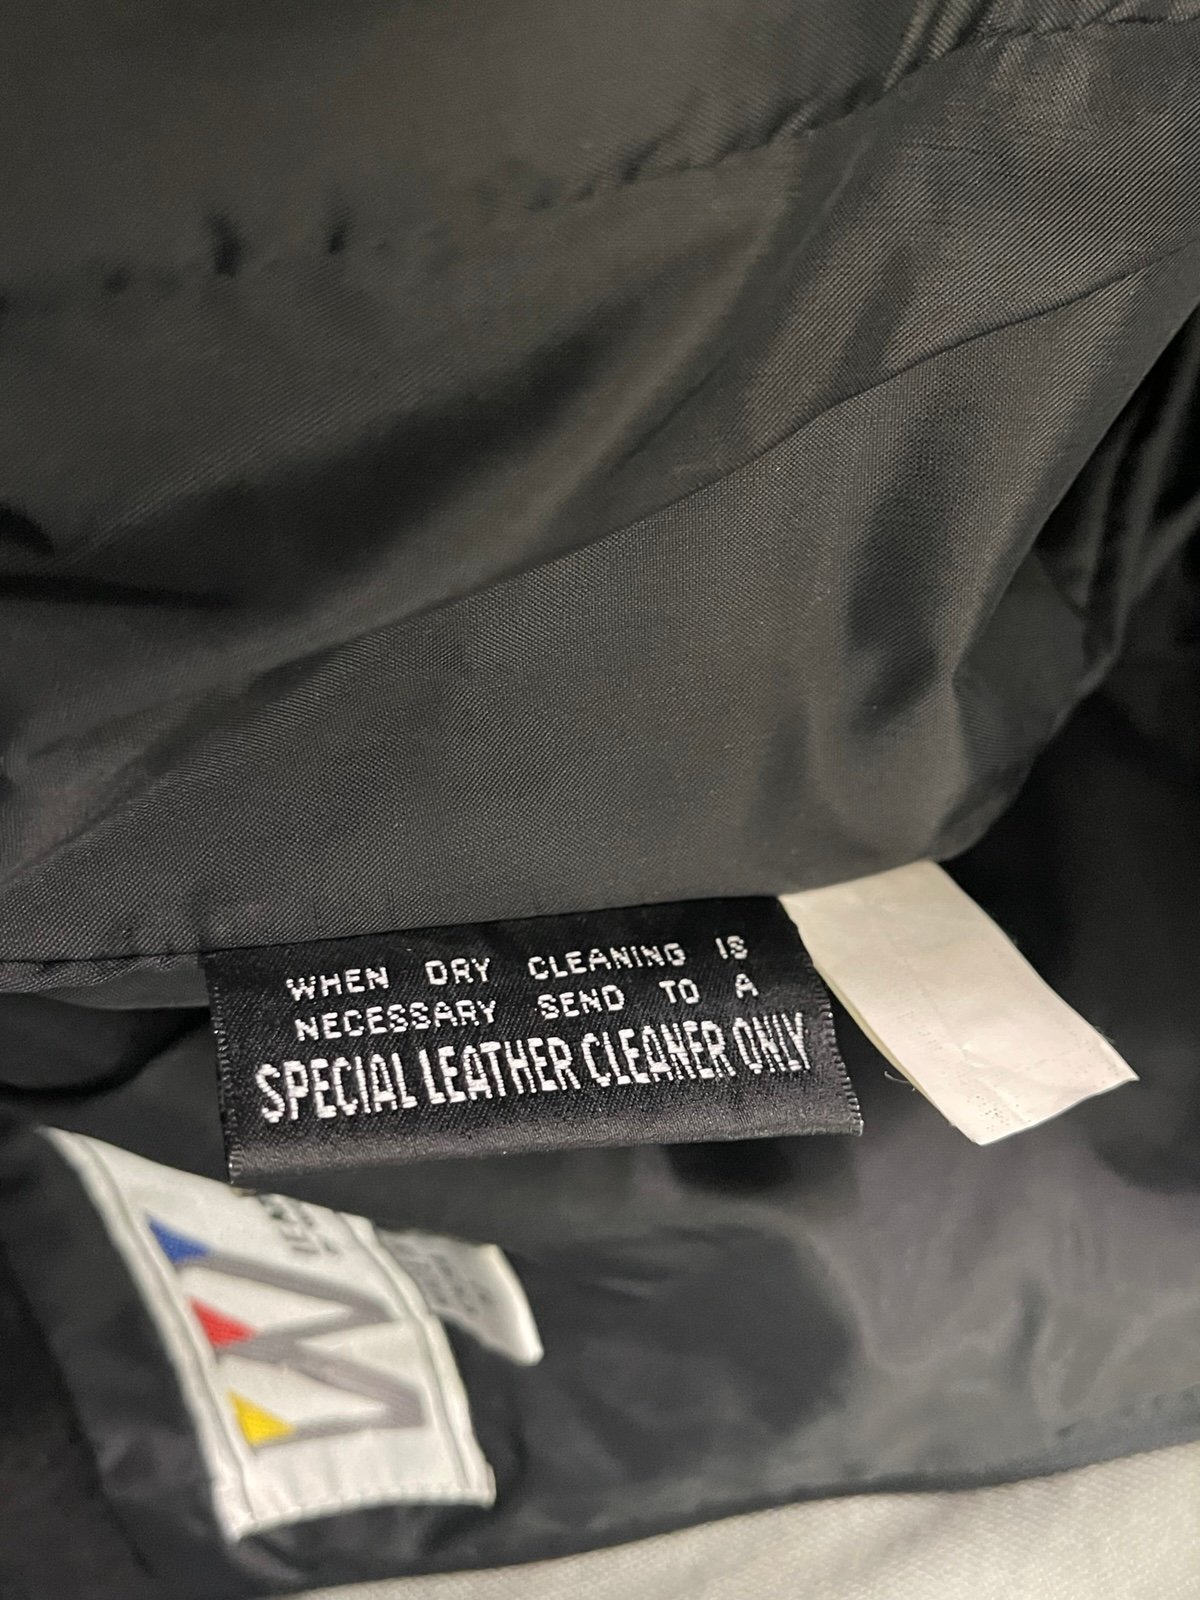 WHEN DRY CLEANING IS
NECESSARY SEND TO A
SPECIAL LEATHER CLEANER ONLY